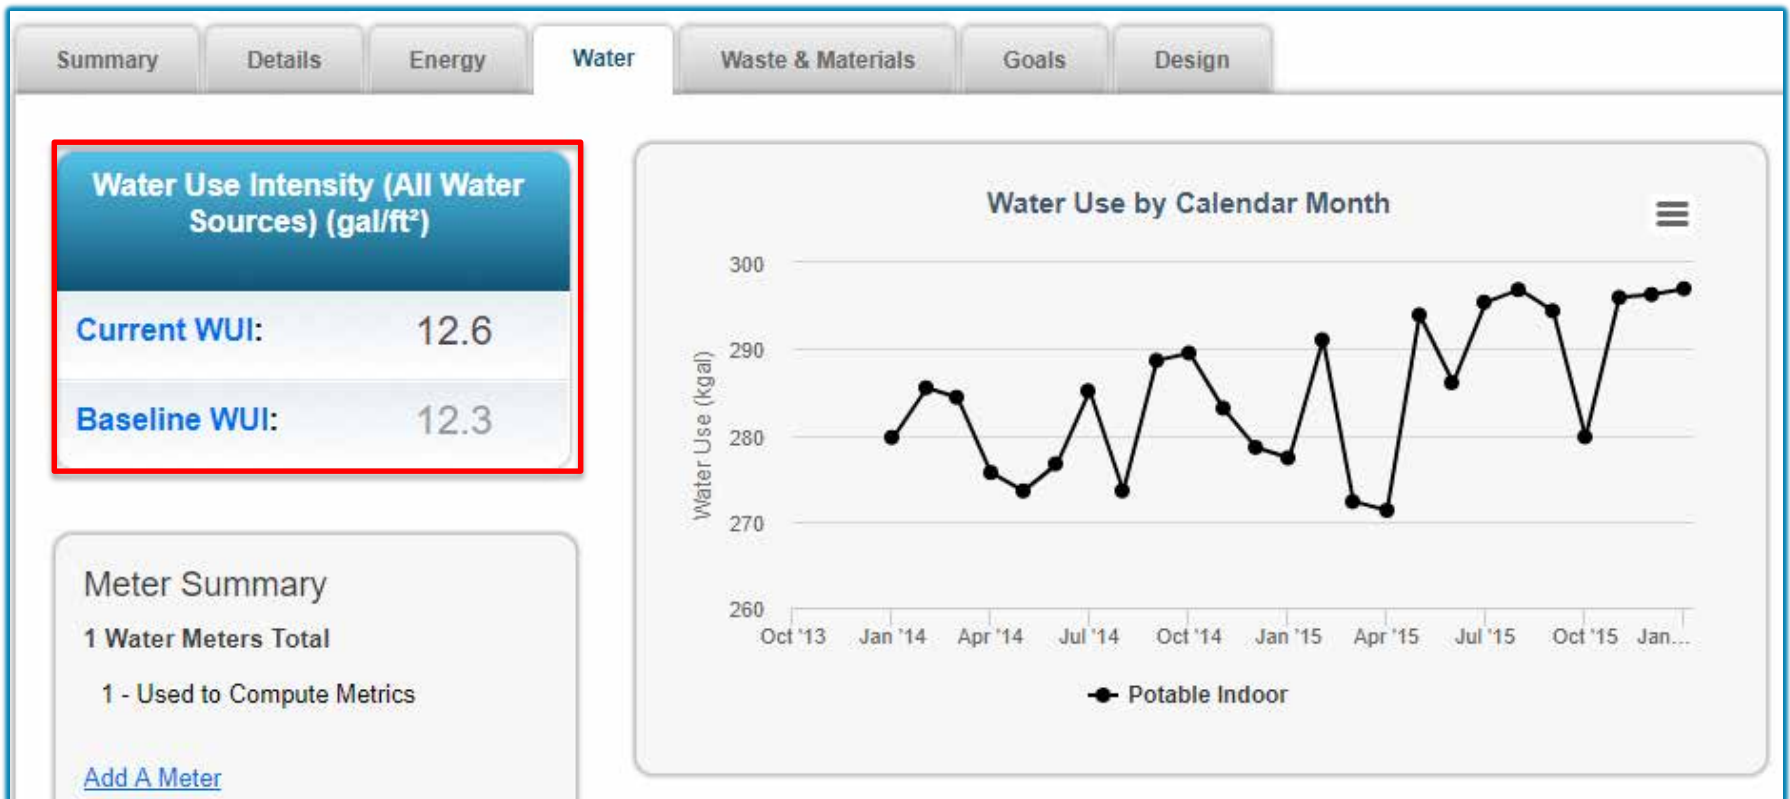 Summary
Details
Energy
Water
Waste & Materials
Goals
Design
Water Use Intensity (All Water
Sources) (gal/ft²)
Current WUI: 12.6
Baseline WUI: 12.3
Meter Summary
1 Water Meters Total
1 - Used to Compute Metrics
Add A Meter
Water Use by Calendar Month
Water Use (kgal)
300
290
280
270
260
Oct '13 Jan '14 Apr '14 Jul '14 Oct '14 Jan '15 Apr '15 Jul '15 Oct '15 Jan...
Potable Indoor